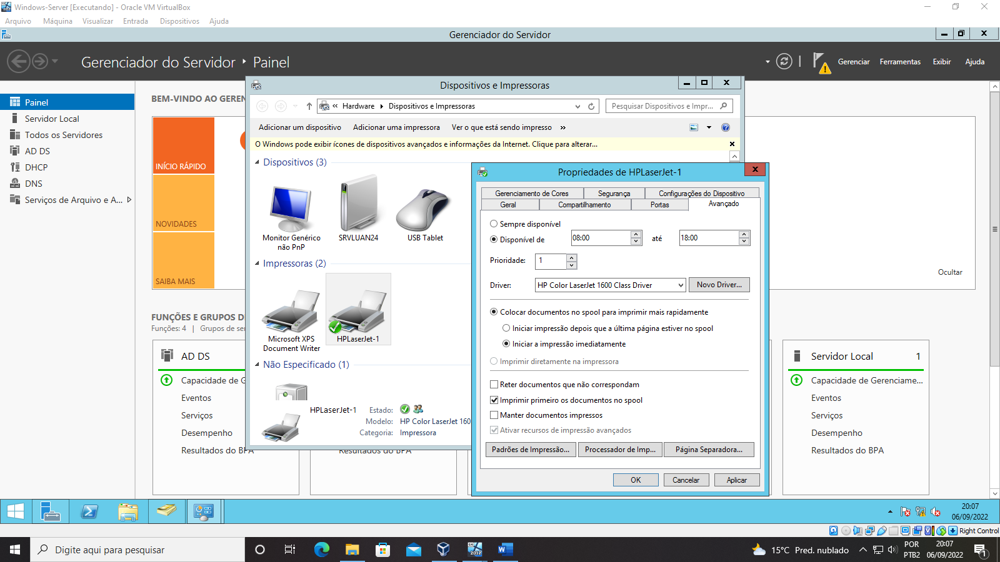 Windows-Server [Executando] - Oracle VM VirtualBox
Arquivo Máquina Visualizar Entrada Dispositivos Ajuda
Gerenciador do Servidor
Gerenciador do Servidor ‣ Painel
Gerenciar Ferramentas Exibir Ajuda
Painel
Servidor Local
Todos os Servidores
AD DS
DHCP
DNS
Serviços de Arquivo e A...
BEM-VINDO AO GEREN
INÍCIO RÁPIDO
NOVIDADES
SAIBA MAIS
Ocultar
FUNÇÕES E GRUPOS D
Funções: 4 | Grupos de ser
AD DS
Capacidade de G
Eventos
Serviços
Desempenho
Resultados do BPA
Resultados do BPA
Servidor Local 1
Capacidade de Gerenciame...
Eventos
Serviços
Desempenho
Resultados do BPA
Dispositivos e Impressoras
« Hardware ▸ Dispositivos e Impressoras
Pesquisar Dispositivos e Impr...
Adicionar um dispositivo Adicionar uma impressora Ver o que está sendo impresso »
O Windows pode exibir ícones de dispositivos avançados e informações da Internet. Clique para alterar...
Dispositivos (3)
Monitor Genérico
não PnP
SRVLUAN24
USB Tablet
Impressoras (2)
Microsoft XPS
Document Writer
HPLaserJet-1
Não Especificado (1)
HPLaserJet-1
Estado:
Modelo: HP Color LaserJet 160
Categoria: Impressora
Propriedades de HPLaserJet-1
Gerenciamento de Cores Segurança Configurações do Dispositivo
Geral Compartilhamento Portas Avançado
Sempre disponível
Disponível de 08:00 até 18:00
Prioridade: 1
Driver: HP Color LaserJet 1600 Class Driver Novo Driver...
Colocar documentos no spool para imprimir mais rapidamente
Iniciar impressão depois que a última página estiver no spool
Iniciar a impressão imediatamente
Imprimir diretamente na impressora
Reter documentos que não correspondam
Imprimir primeiro os documentos no spool
Manter documentos impressos
Ativar recursos de impressão avançados
Padrões de Impressão... Processador de Imp... Página Separadora...
OK Cancelar Aplicar
20:07
06/09/2022
Right Control
Digite aqui para pesquisar
2012
15°C Pred. nublado
POR
PTB2
20:07
06/09/2022
1